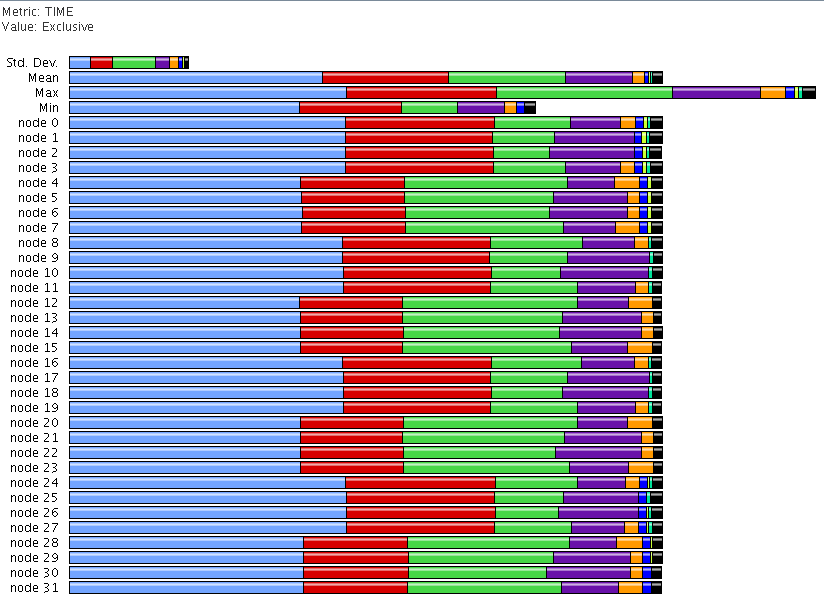 Metric: TIME
Value: Exclusive
Std. Dev.
Mean
Max
Min
node 0
node 1
node 2
node 3
node 4
node 5
node 6
node 7
node 8
node 9
node 10
node 11
node 12
node 13
node 14
node 15
node 16
node 17
node 18
node 19
node 20
node 21
node 22
node 23
node 24
node 25
node 26
node 27
node 28
node 29
node 30
node 31